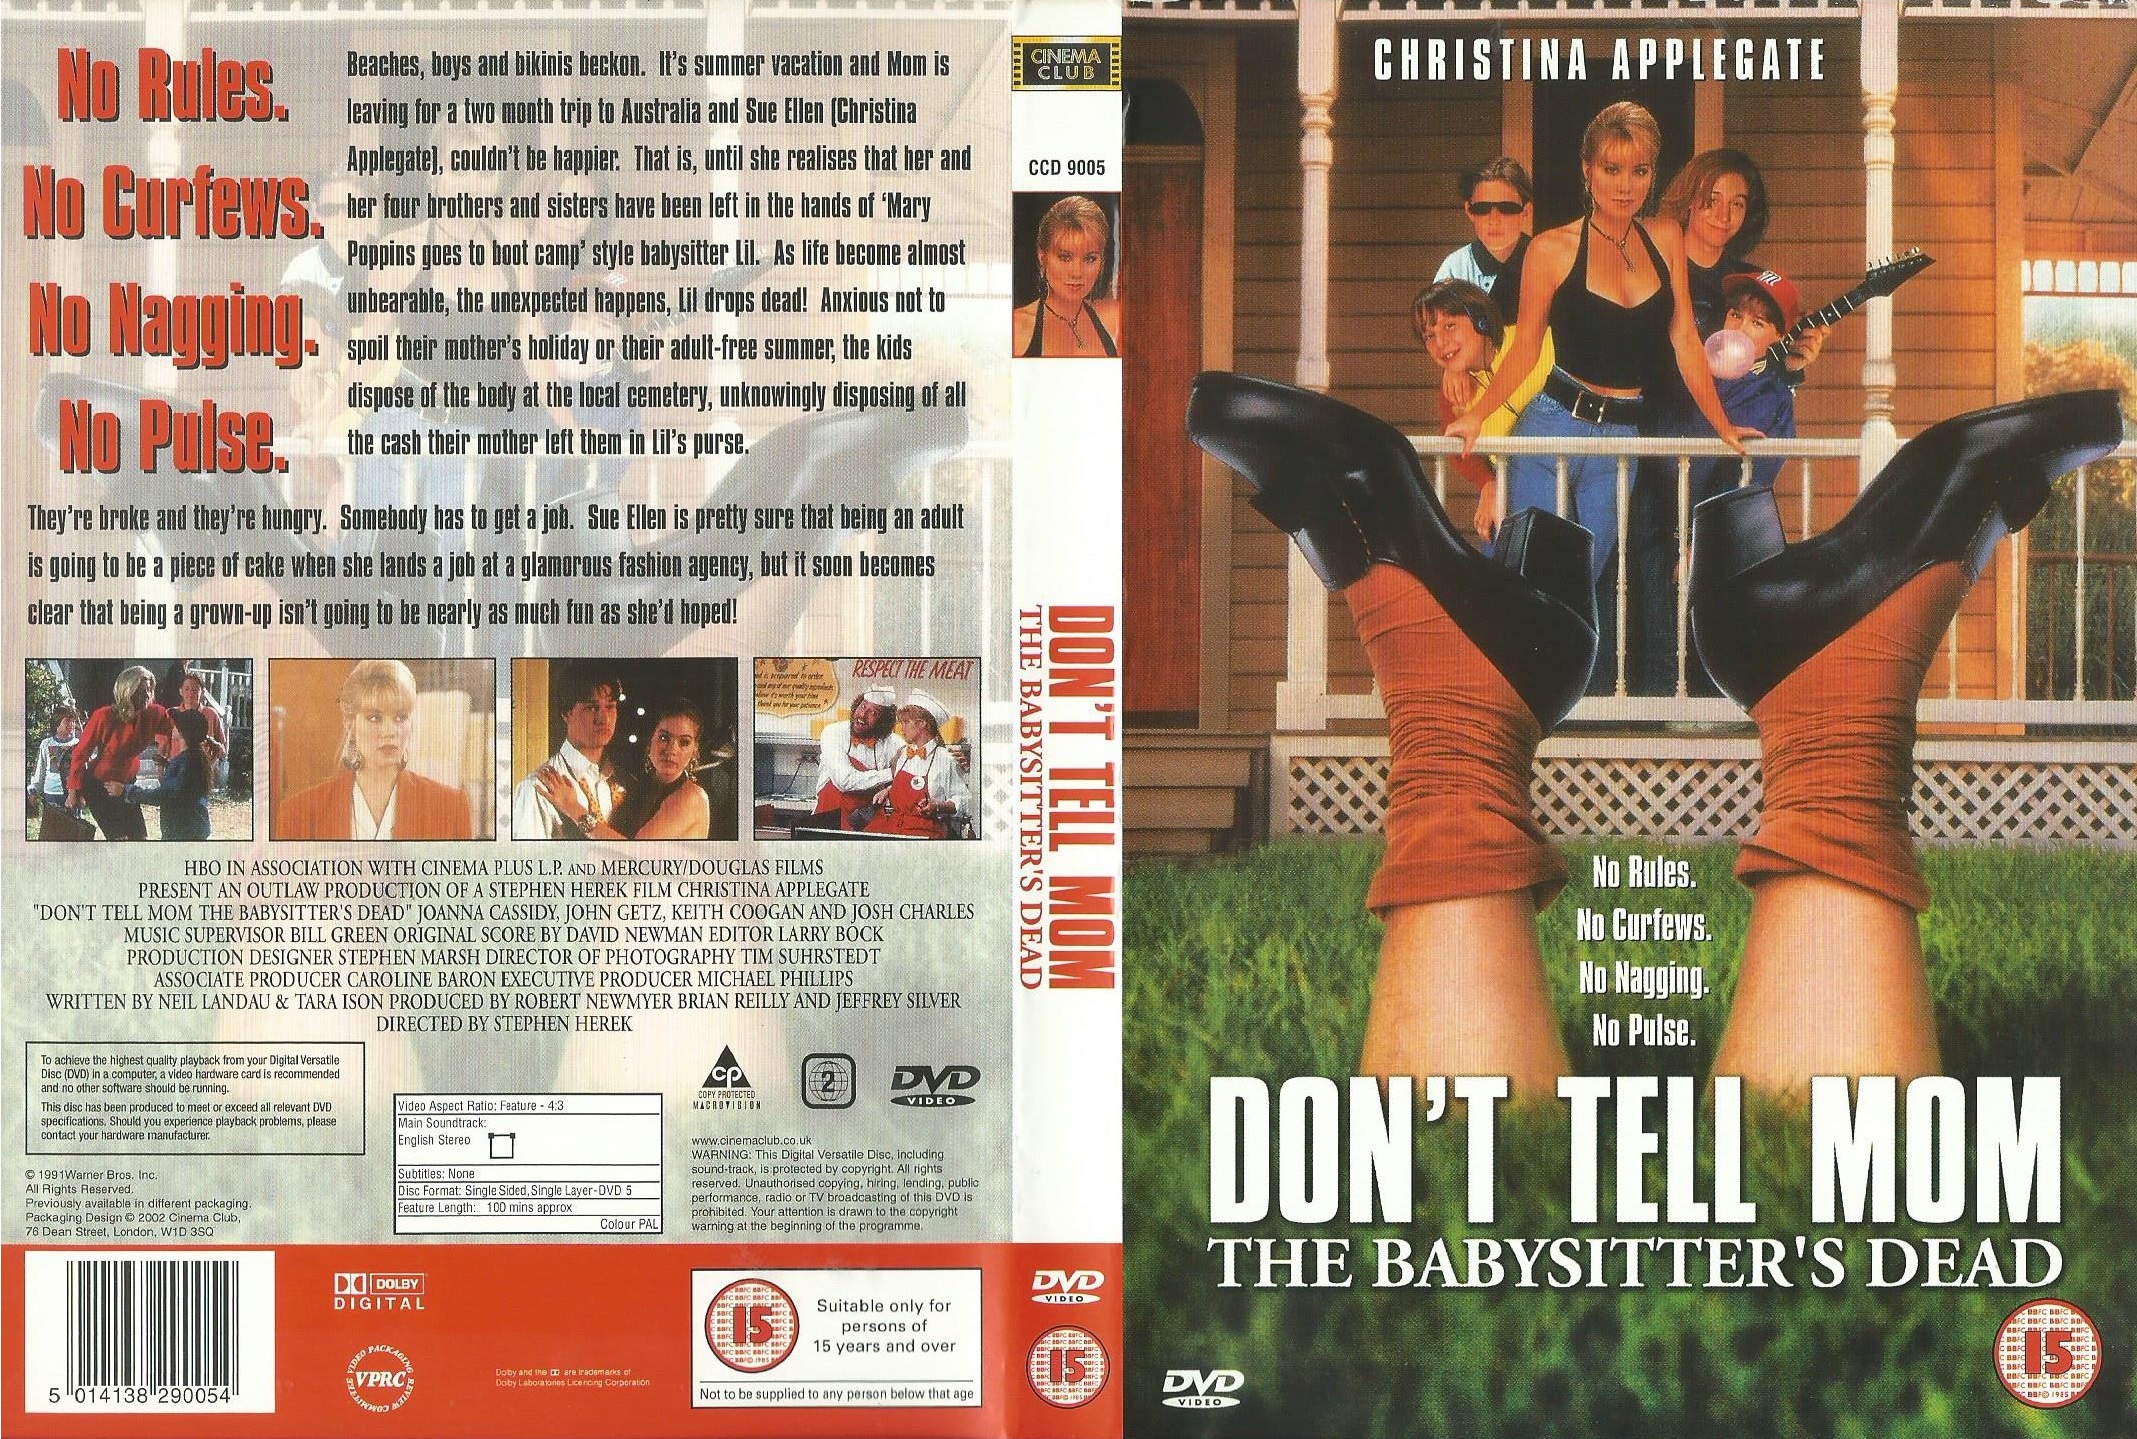 No Rules.
No Curfews.
No Nagging.
No Pulse.
Beaches, boys and bikinis beckon. It's summer vacation and Mom is
leaving for a two month trip to Australia and Sue Ellen (Christina
Applegate), couldn't be happier. That is, until she realises that her and
her four brothers and sisters have been left in the hands of 'Mary
Poppins goes to boot camp' style babysitter Lil. As life become almost
unbearable, the unexpected happens, Lil drops dead! Anxious not to
spoil their mother's holiday or their adult-free summer, the kids
dispose of the body at the local cemetery, unknowingly disposing of all
the cash their mother left them in Lil's purse.
They're broke and they're hungry. Somebody has to get a job. Sue Ellen is pretty sure that being an adult
is going to be a piece of cake when she lands a job at a glamorous fashion agency, but it soon becomes
clear that being a grown-up isn't going to be nearly as much fun as she'd hoped!
RESPECT THE MEAT
HBO IN ASSOCIATION WITH CINEMA PLUS L.P. AND MERCURY/DOUGLAS FILMS
PRESENT AN OUTLAW PRODUCTION OF A STEPHEN HEREK FILM CHRISTINA APPLEGATE
"DON'T TELL MOM THE BABYSITTER'S DEAD" JOANNA CASSIDY, JOHN GETZ, KEITH COOGAN AND JOSH CHARLES
MUSIC SUPERVISOR BILL GREEN ORIGINAL SCORE BY DAVID NEWMAN EDITOR LARRY BOCK
PRODUCTION DESIGNER STEPHEN MARSH DIRECTOR OF PHOTOGRAPHY TIM SUHRSTEDT
ASSOCIATE PRODUCER CAROLINE BARON EXECUTIVE PRODUCER MICHAEL PHILLIPS
WRITTEN BY NEIL LANDAU & TARA ISON PRODUCED BY ROBERT NEWMYER BRIAN REILLY AND JEFFREY SILVER
DIRECTED BY STEPHEN HEREK
To achieve the highest quality playback from your Digital Versatile
Disc (DVD) in a computer, a video hardware card is recommended
and no other software should be running.
This disc has been produced to meet or exceed all relevant DVD
specifications. Should you experience playback problems, please
contact your hardware manufacturer.
© 1991Warner Bros. Inc.
All Rights Reserved.
Previously available in different packaging.
Packaging Design © 2002 Cinema Club,
76 Dean Street, London, W1D 3SQ
Video Aspect Ratio: Feature - 4:3
Main Soundtrack:
English Stereo
Subtitles: None
Disc Format: Single Sided, Single Layer-DVD 5
Feature Length: 100 mins approx
Colour PAL
cp
COPY PROTECTED
MACROVISION
2
DVD
VIDEO
www.cinemaclub.co.uk
WARNING: This Digital Versatile Disc, including
sound-track, is protected by copyright. All rights
reserved. Unauthorised copying, hiring, lending, public
performance, radio or TV broadcasting of this DVD is
prohibited. Your attention is drawn to the copyright
warning at the beginning of the programme.
5 014138 290054
DOLBY
DIGITAL
VIDEO PACKAGING REVIEW COMMITTEE
VPRC
Dolby and the DD are trademarks of
Dolby Laboratories Licencing Corporation
15
Suitable only for
persons of
15 years and over
Not to be supplied to any person below that age
CINEMA
CLUB
CCD 9005
DON'T TELL MOM
THE BABYSITTER'S DEAD
DVD
VIDEO
15
CHRISTINA APPLEGATE
No Rules.
No Curfews.
No Nagging.
No Pulse.
DON'T TELL MOM
THE BABYSITTER'S DEAD
DVD
VIDEO
15